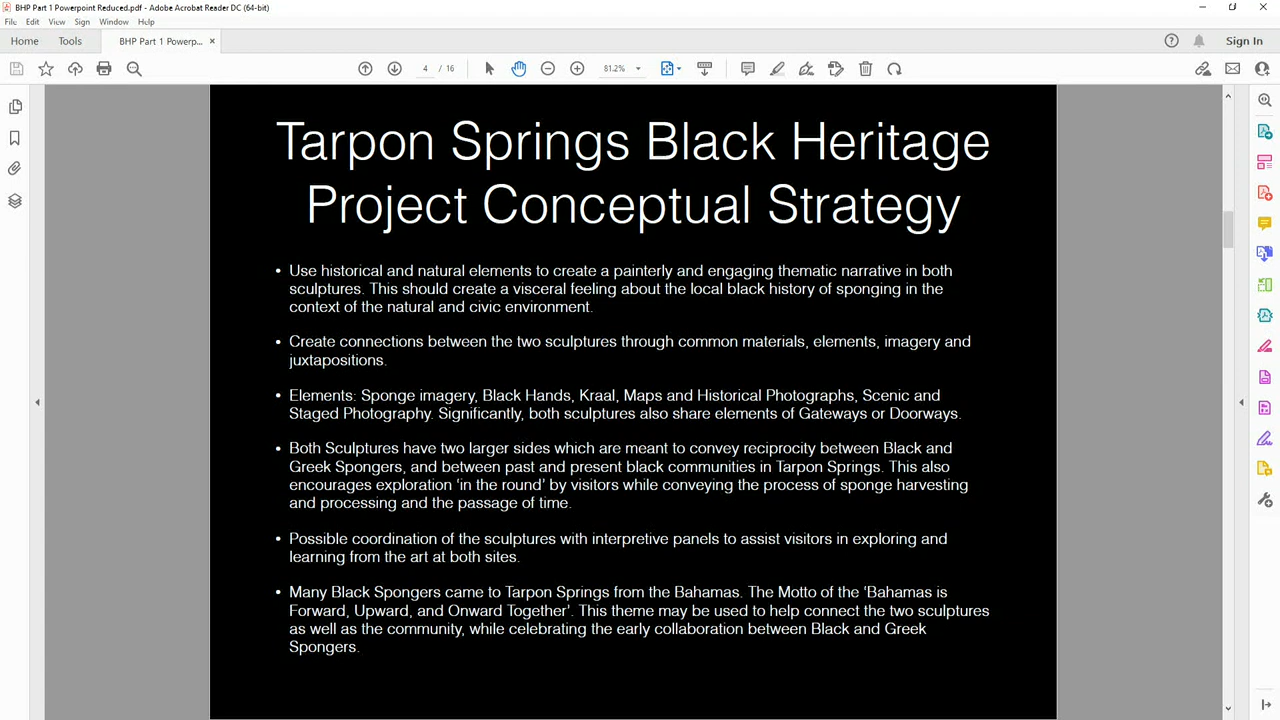 BHP Part 1 Powerpoint Reduced.pdf - Adobe Acrobat Reader DC (64-bit)
File Edit View Sign Window Help
Home Tools BHP Part 1 Powerp... × Sign In
4 / 16 81.2%
Tarpon Springs Black Heritage
Project Conceptual Strategy
• Use historical and natural elements to create a painterly and engaging thematic narrative in both
sculptures. This should create a visceral feeling about the local black history of sponging in the
context of the natural and civic environment.
• Create connections between the two sculptures through common materials, elements, imagery and
juxtapositions.
• Elements: Sponge imagery, Black Hands, Kraal, Maps and Historical Photographs, Scenic and
Staged Photography. Significantly, both sculptures also share elements of Gateways or Doorways.
• Both Sculptures have two larger sides which are meant to convey reciprocity between Black and
Greek Spongers, and between past and present black communities in Tarpon Springs. This also
encourages exploration ‘in the round’ by visitors while conveying the process of sponge harvesting
and processing and the passage of time.
• Possible coordination of the sculptures with interpretive panels to assist visitors in exploring and
learning from the art at both sites.
• Many Black Spongers came to Tarpon Springs from the Bahamas. The Motto of the ‘Bahamas is
Forward, Upward, and Onward Together’. This theme may be used to help connect the two sculptures
as well as the community, while celebrating the early collaboration between Black and Greek
Spongers.